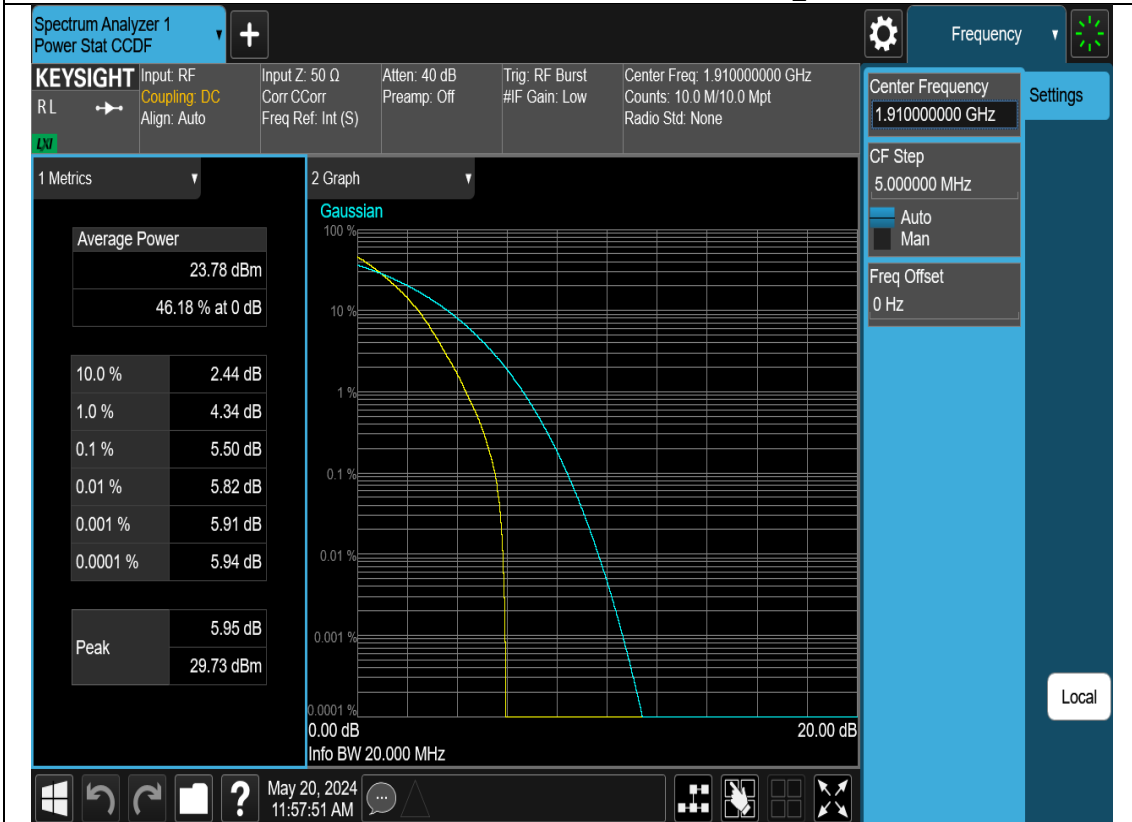 Spectrum Analyzer 1
Power Stat CCDF
Frequency
KEYSIGHT
RL
LXI
Input: RF
Coupling: DC
Align: Auto
Input Z: 50 Ω
Corr CCorr
Freq Ref: Int (S)
Atten: 40 dB
Preamp: Off
Trig: RF Burst
#IF Gain: Low
Center Freq: 1.910000000 GHz
Counts: 10.0 M/10.0 Mpt
Radio Std: None
Center Frequency
1.910000000 GHz
Settings
CF Step
5.000000 MHz
Auto
Man
Freq Offset
0 Hz
1 Metrics
Average Power
23.78 dBm
46.18 % at 0 dB
10.0 % 2.44 dB
1.0 % 4.34 dB
0.1 % 5.50 dB
0.01 % 5.82 dB
0.001 % 5.91 dB
0.0001 % 5.94 dB
Peak 5.95 dB
29.73 dBm
2 Graph
Gaussian
100 %
10 %
1 %
0.1 %
0.01 %
0.001 %
0.0001 %
0.00 dB 20.00 dB
Info BW 20.000 MHz
Local
?
May 20, 2024
11:57:51 AM